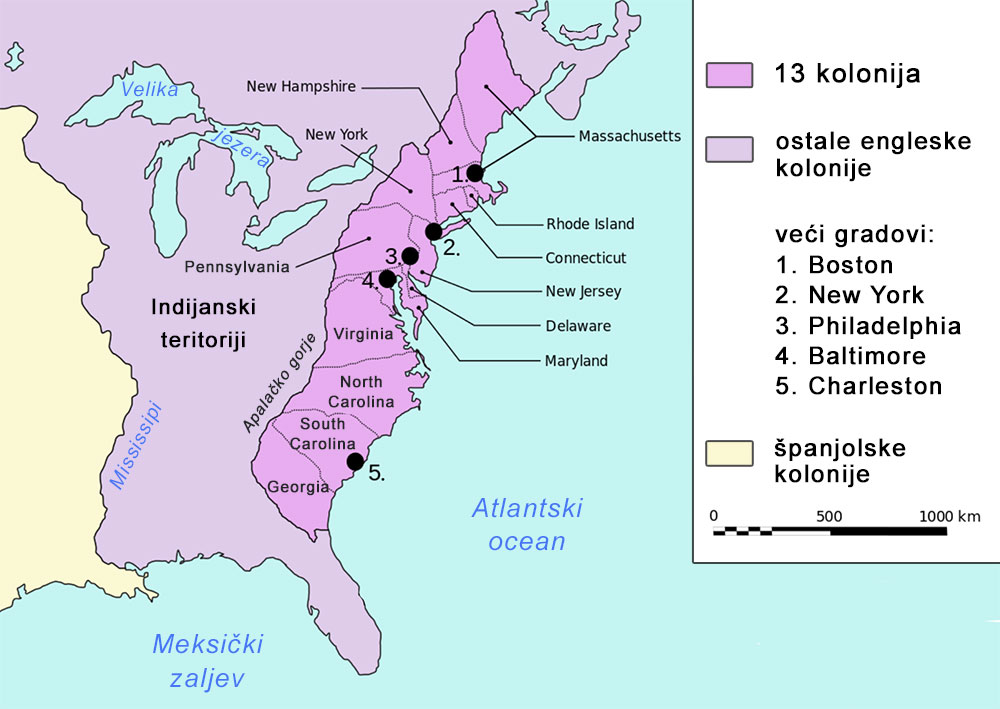 Velika
jezera
New Hampshire
New York
Massachusetts
1.
Rhode Island
2.
Connecticut
3.
Pennsylvania
4.
New Jersey
Indijanski
teritoriji
Delaware
Virginia
Maryland
Apalačko gorje
North
Carolina
South
Carolina
5.
Georgia
Mississipi
Atlantski
ocean
Meksički
zaljev
13 kolonija
ostale engleske
kolonije
veći gradovi:
1. Boston
2. New York
3. Philadelphia
4. Baltimore
5. Charleston
španjolske
kolonije
0 500 1000 km